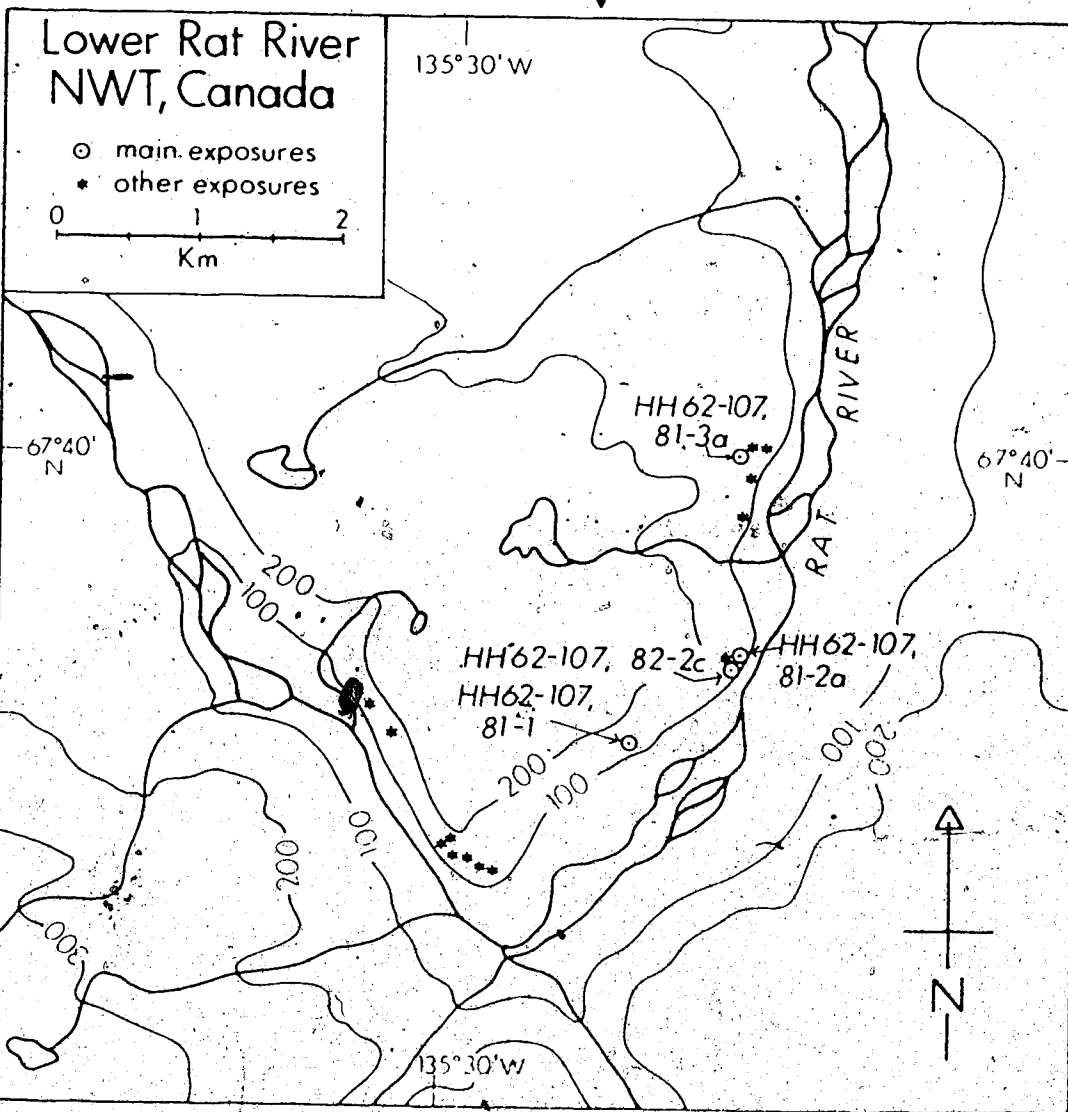 Lower Rat River
NWT, Canada
main exposures
other exposures
0 1 2
Km
135°30'W
67°40'
N
HH 62-107,
81-3a
RIVER
RAT
67°40'
N
200
100
HH62-107, 82-2c
HH62-107,
81-2a
HH62-107,
81-1
200
100
100
200
100
200
300
N
135°30'W